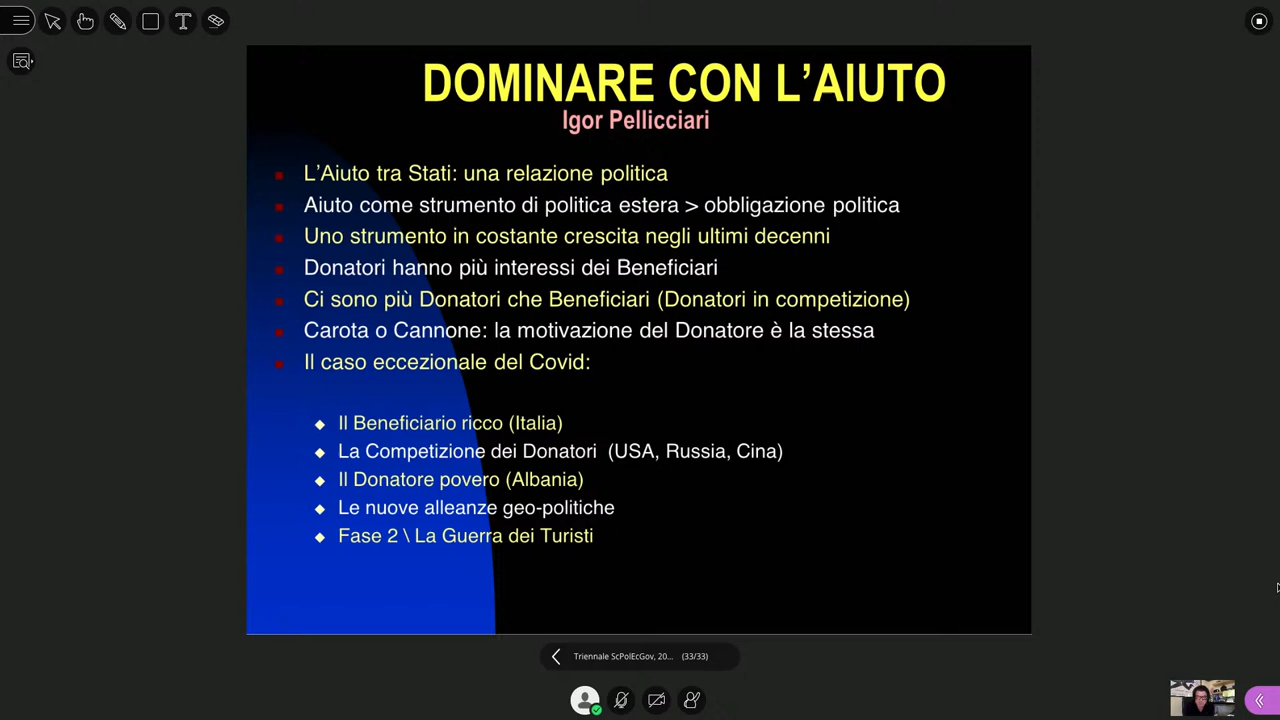 DOMINARE CON L'AIUTO
Igor Pellicciari
L'Aiuto tra Stati: una relazione politica
Aiuto come strumento di politica estera > obbligazione politica
Uno strumento in costante crescita negli ultimi decenni
Donatori hanno più interessi dei Beneficiari
Ci sono più Donatori che Beneficiari (Donatori in competizione)
Carota o Cannone: la motivazione del Donatore è la stessa
Il caso eccezionale del Covid:
Il Beneficiario ricco (Italia)
La Competizione dei Donatori (USA, Russia, Cina)
Il Donatore povero (Albania)
Le nuove alleanze geo-politiche
Fase 2 \ La Guerra dei Turisti
Triennale ScPolEcGov, 20... (33/33)